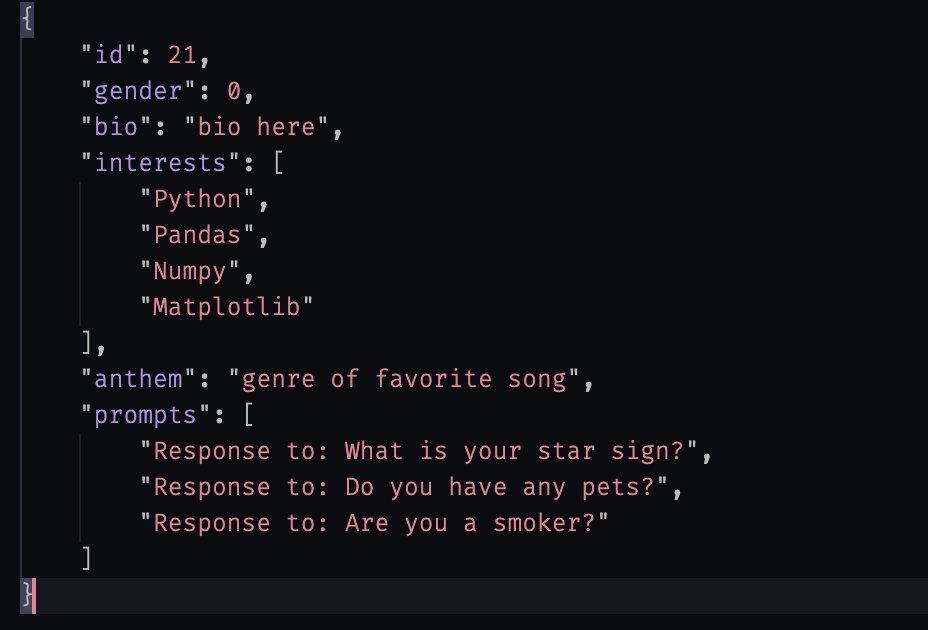 {
    "id": 21,
    "gender": 0,
    "bio": "bio here",
    "interests": [
        "Python",
        "Pandas",
        "Numpy",
        "Matplotlib"
    ],
    "anthem": "genre of favorite song",
    "prompts": [
        "Response to: What is your star sign?",
        "Response to: Do you have any pets?",
        "Response to: Are you a smoker?"
    ]
}